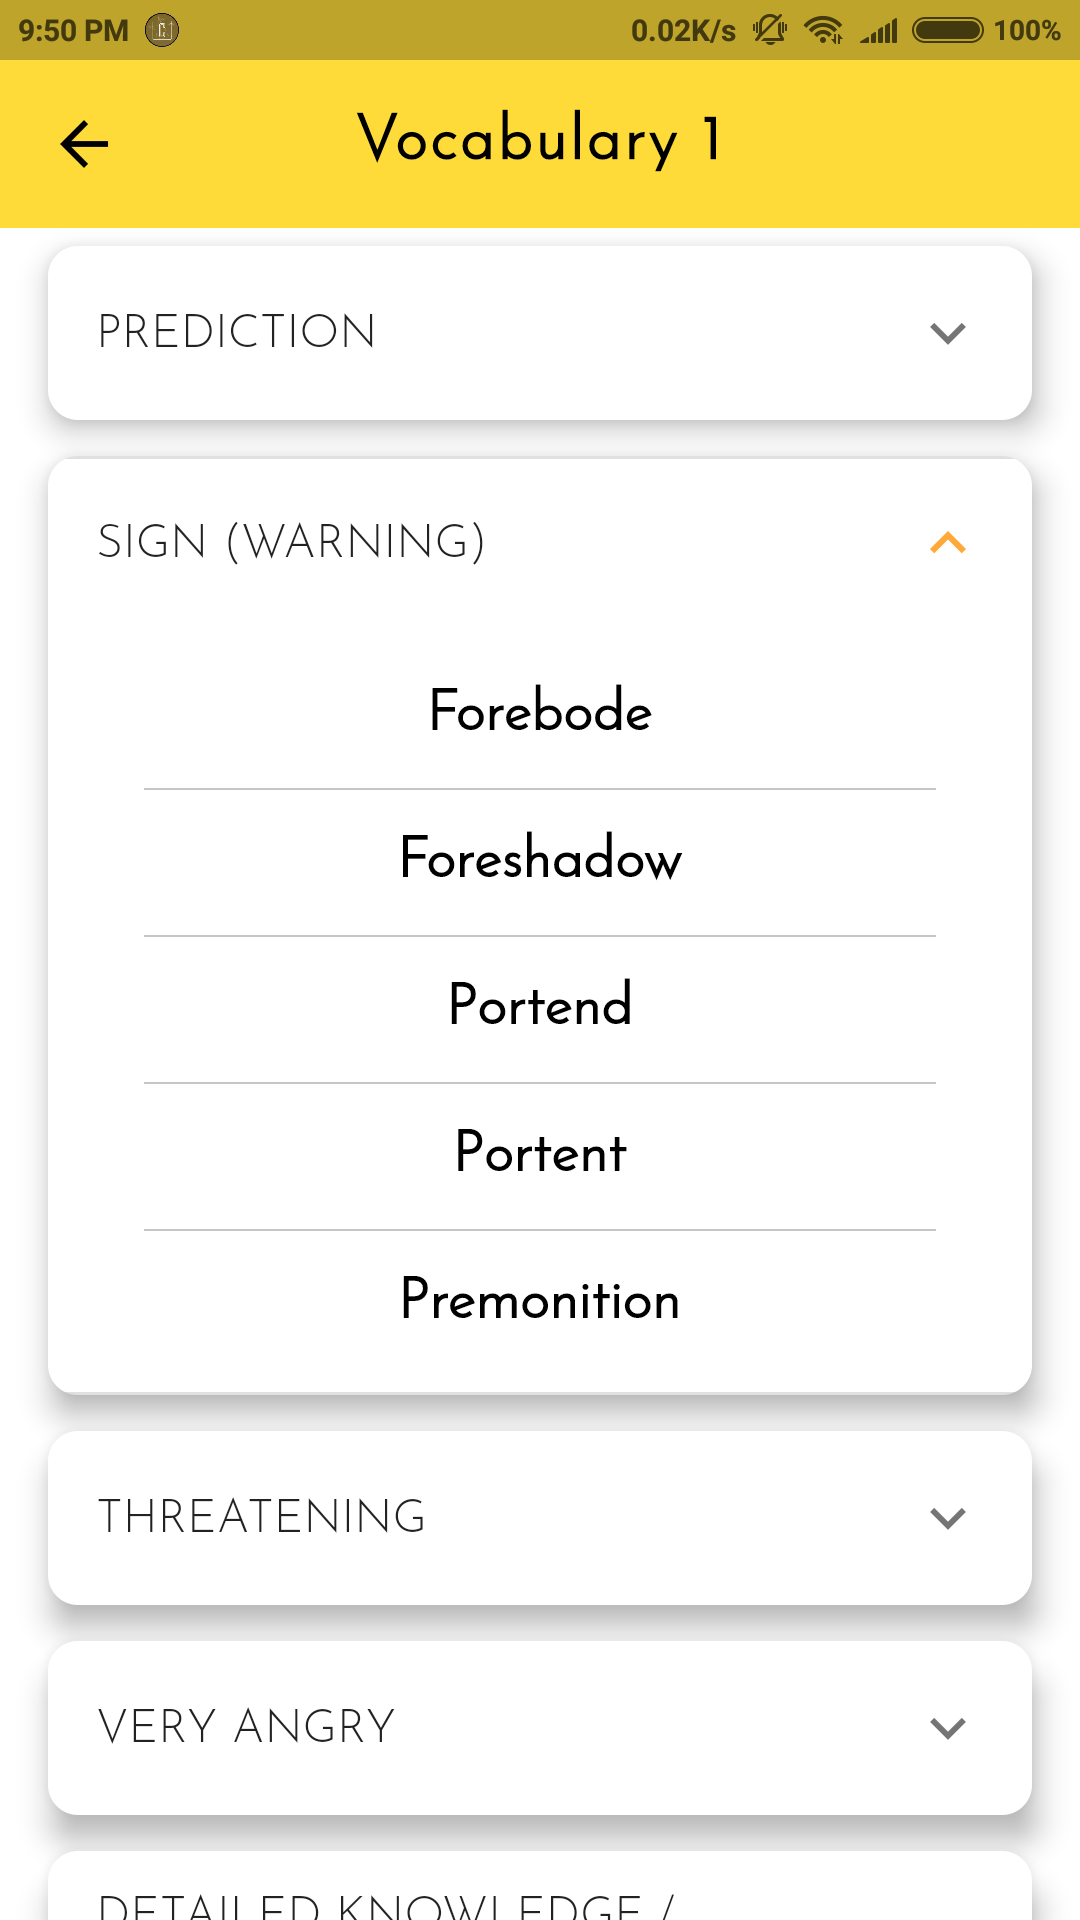 9:50 PM 0.02K/s 100%
Vocabulary 1
PREDICTION
SIGN (WARNING)
Forebode
Foreshadow
Portend
Portent
Premonition
THREATENING
VERY ANGRY
DETAILED KNOWLEDGE /